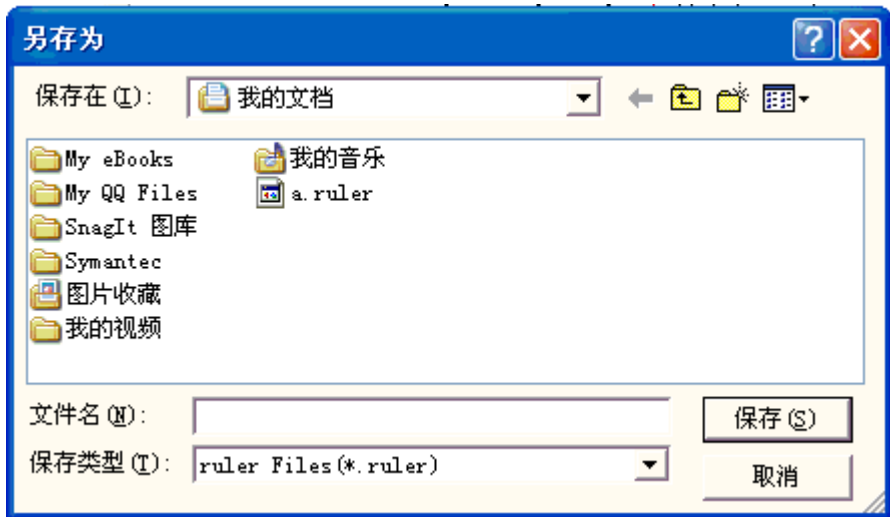 另存为
保存在(I): 我的文档
My eBooks 我的音乐
My QQ Files a.ruler
SnagIt 图库
Symantec
图片收藏
我的视频
文件名(N): 保存(S)
保存类型(T): ruler Files(*.ruler) 取消